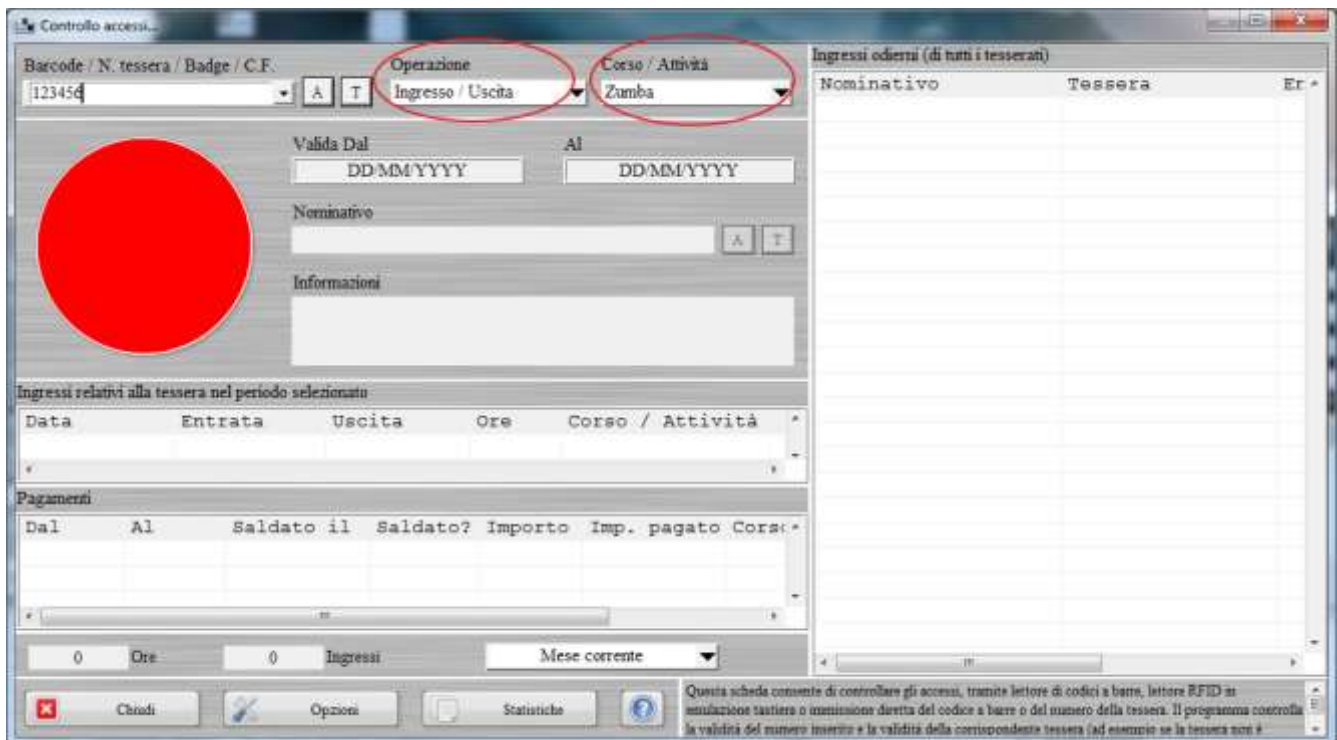 Controllo accessi...
Barcode / N. tessera / Badge / C.F.
Operazione
Corso / Attività
123456
A
T
Ingresso / Uscita
Zumba
Valida Dal
Al
DD/MM/YYYY
DD/MM/YYYY
Nominativo
A
T
Informazioni
Ingressi relativi alla tessera nel periodo selezionato
Data Entrata Uscita Ore Corso / Attività
Pagamenti
Dal Al Saldato il Saldato? Importo Imp. pagato Corso
0 Ore 0 Ingressi Mese corrente
Chiudi
Opzioni
Statistiche
Ingressi odierni (di tutti i tesserati)
Nominativo Tessera Er
Questa scheda consente di controllare gli accessi, tramite lettore di codici a barre, lettore RFID in
emulazione tastiera o immissione diretta del codice a barre o del numero della tessera. Il programma controlla
la validità del numero inserito e la validità della corrispondente tessera (ad esempio se la tessera non è